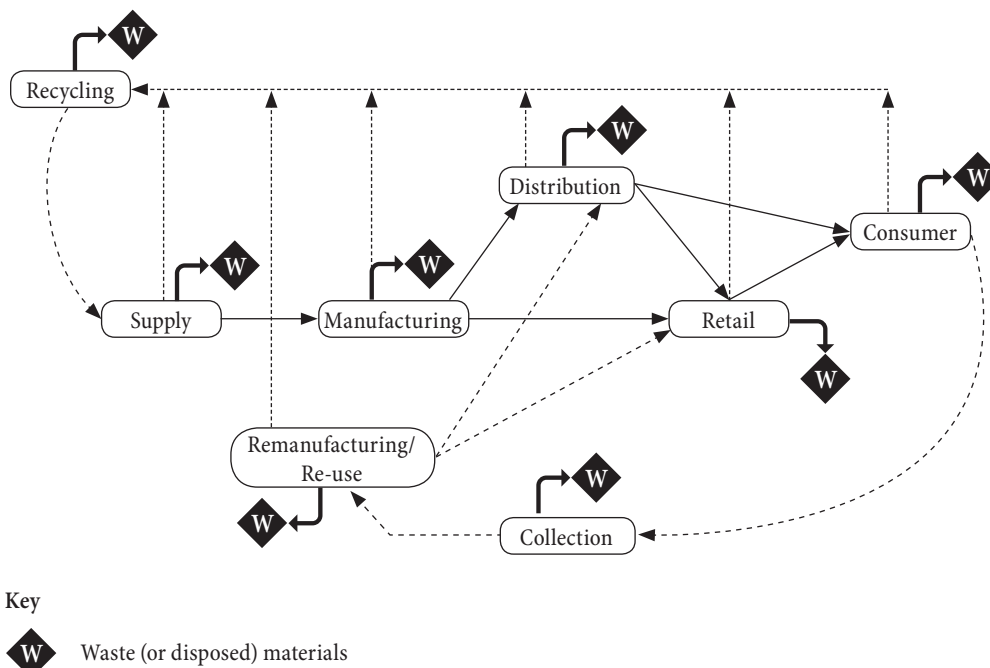 W
Recycling
W
Distribution
W
Consumer
W
W
Supply
Manufacturing
Retail
W
Remanufacturing/
Re-use
W
W
Collection
Key
W Waste (or disposed) materials